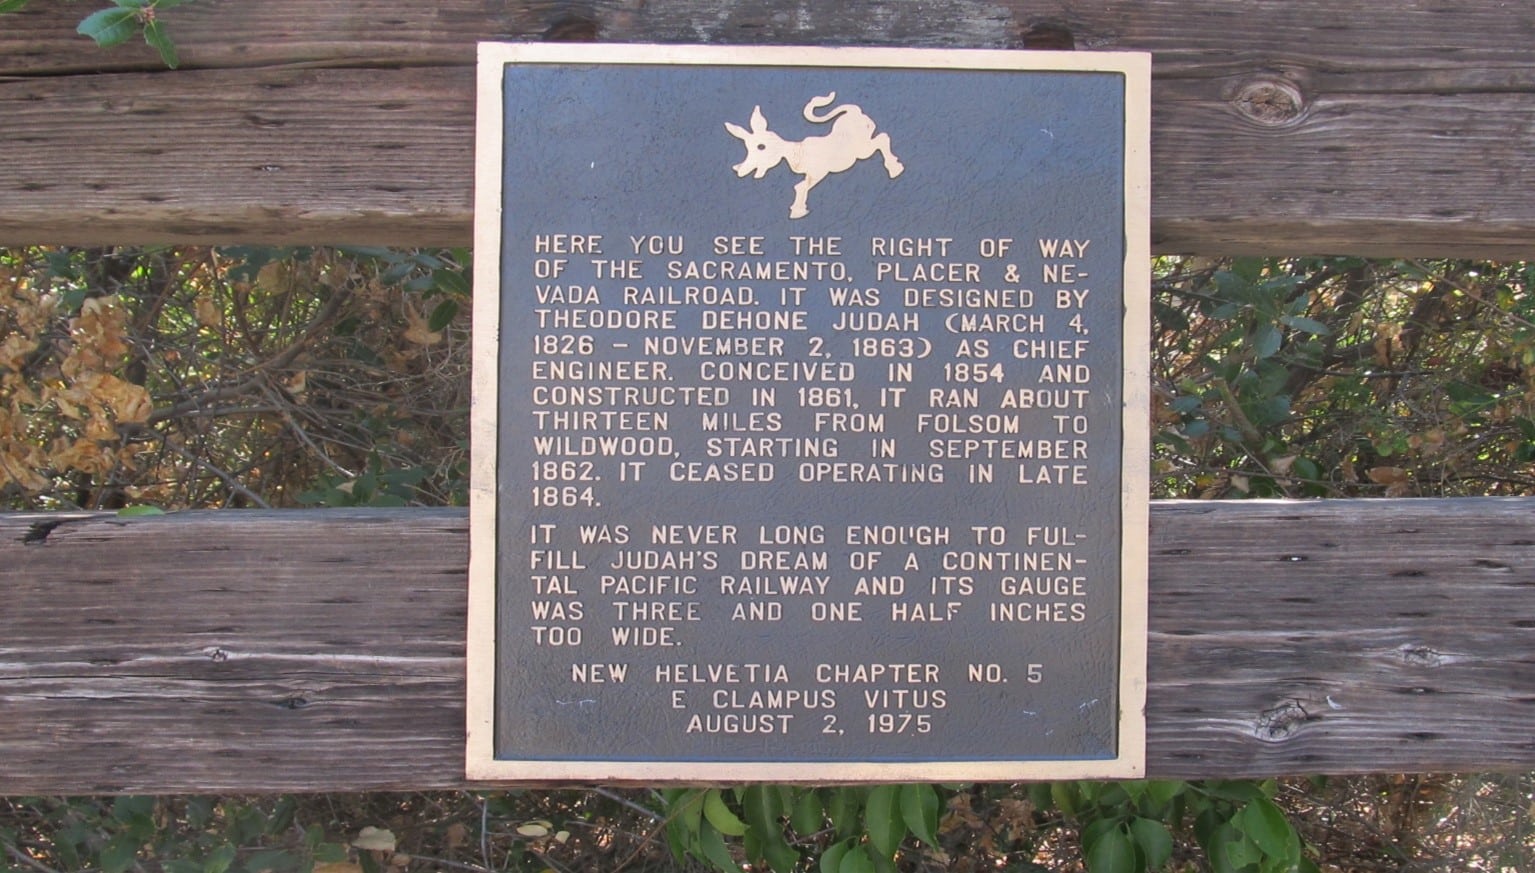 HERE YOU SEE THE RIGHT OF WAY
OF THE SACRAMENTO, PLACER & NE-
VADA RAILROAD. IT WAS DESIGNED BY
THEODORE DEHONE JUDAH (MARCH 4,
1826 - NOVEMBER 2, 1863) AS CHIEF
ENGINEER. CONCEIVED IN 1854 AND
CONSTRUCTED IN 1861, IT RAN ABOUT
THIRTEEN MILES FROM FOLSOM TO
WILDWOOD, STARTING IN SEPTEMBER
1862. IT CEASED OPERATING IN LATE
1864.
IT WAS NEVER LONG ENOUGH TO FUL-
FILL JUDAH'S DREAM OF A CONTINEN-
TAL PACIFIC RAILWAY AND ITS GAUGE
WAS THREE AND ONE HALF INCHES
TOO WIDE.
NEW HELVETIA CHAPTER NO. 5
E CLAMPUS VITUS
AUGUST 2, 1975